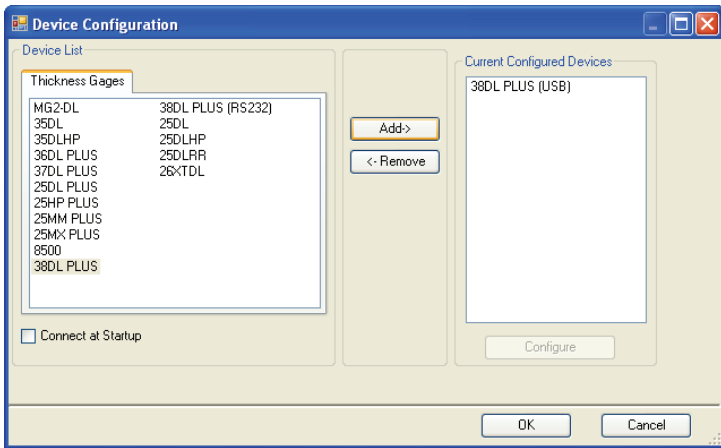 Device Configuration
Device List
Thickness Gages
MG2-DL
35DL
35DLHP
36DL PLUS
37DL PLUS
25DL PLUS
25HP PLUS
25MM PLUS
25MX PLUS
8500
38DL PLUS
38DL PLUS (RS232)
25DL
25DLHP
25DLRR
26XTDL
Connect at Startup
Add->
<- Remove
Current Configured Devices
38DL PLUS (USB)
Configure
OK
Cancel